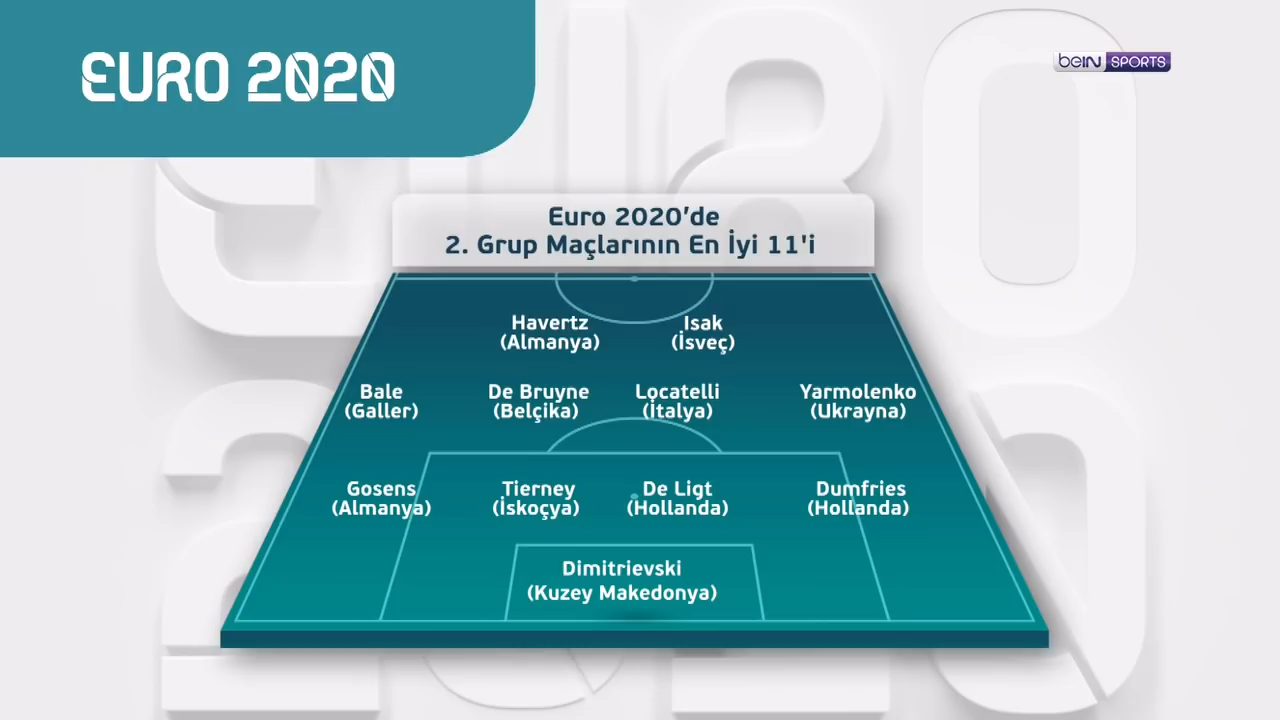 EURO 2020
beIN SPORTS
Euro 2020’de
2. Grup Maçlarının En İyi 11'i
Havertz
(Almanya)
Isak
(İsveç)
Bale
(Galler)
De Bruyne
(Belçika)
Locatelli
(İtalya)
Yarmolenko
(Ukrayna)
Gosens
(Almanya)
Tierney
(İskoçya)
De Ligt
(Hollanda)
Dumfries
(Hollanda)
Dimitrievski
(Kuzey Makedonya)